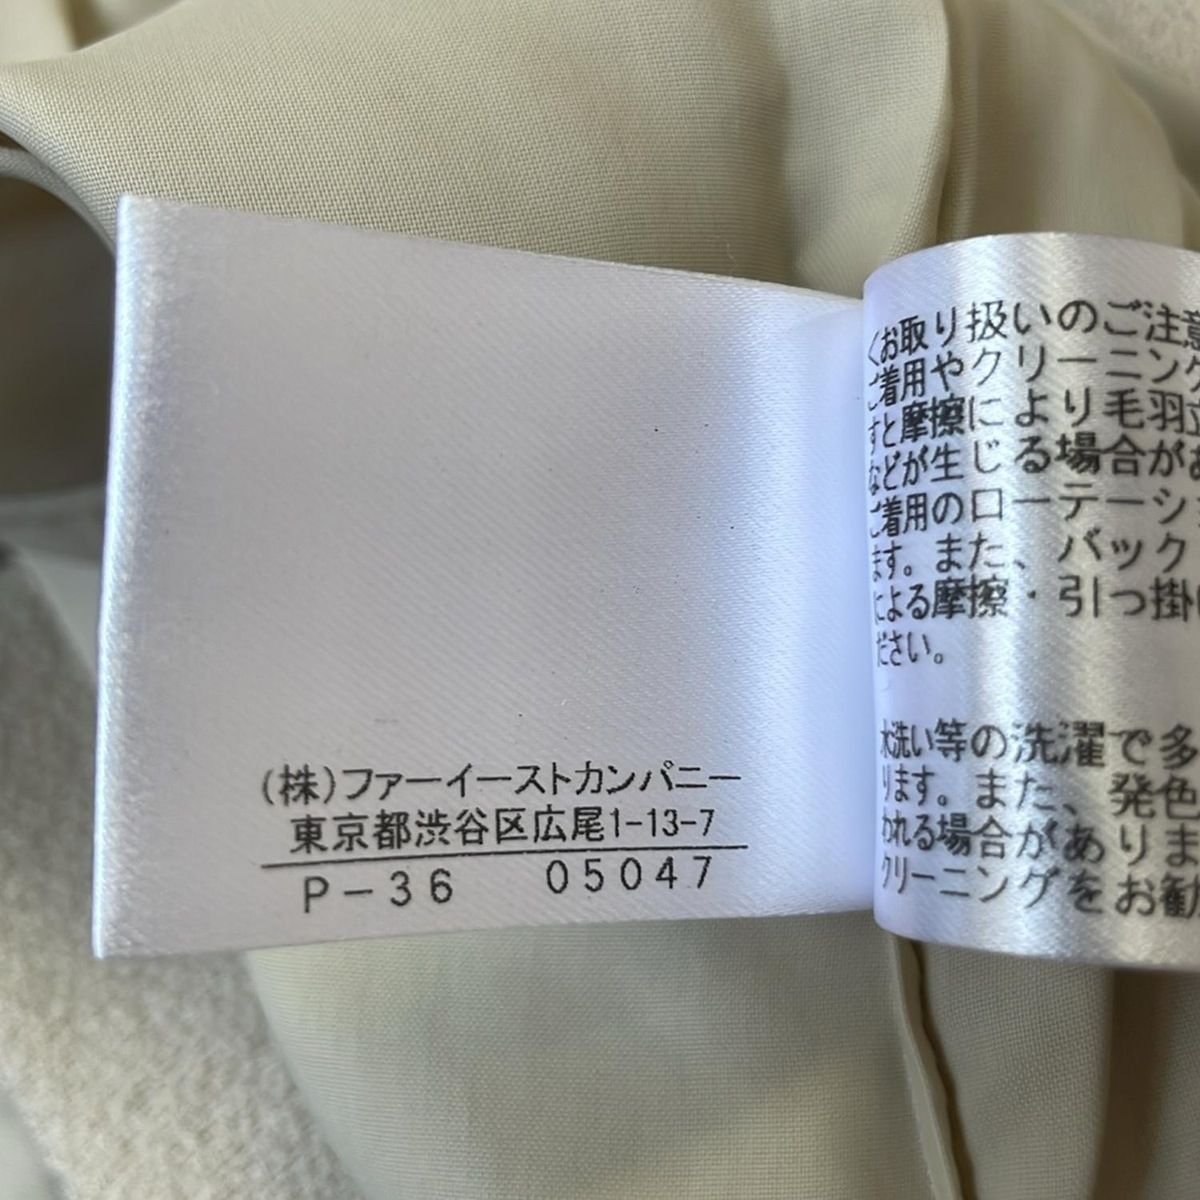 (株)ファーイーストカンパニー
東京都渋谷区広尾1-13-7
P-36 05047
くお取り扱いのご注意
ご着用やクリーニング
すと摩擦により毛羽立
などが生じる場合がお
ご着用のローテーシ
ます。また、バック
による摩擦・引っ掛
ださい。
水洗い等の洗濯で多
ります。また、発色
われる場合がありま
クリーニングをお勧